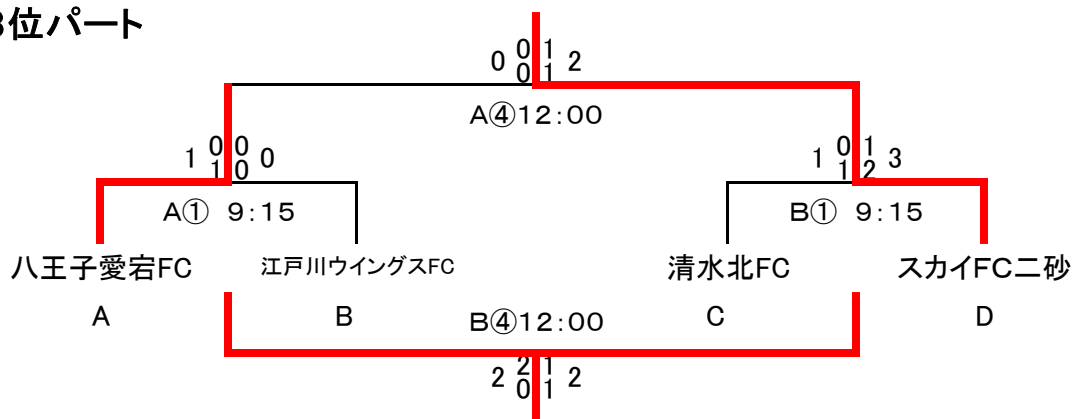 3位パート
0 0 1 2
0 1
A④12:00
1 0 0 0
1 0
1 0 1 3
1 2
A① 9:15
B① 9:15
八王子愛宕FC 江戸川ウイングスFC 清水北FC スカイFC二砂
A B C D
B④12:00
2 2 1 2
0 1